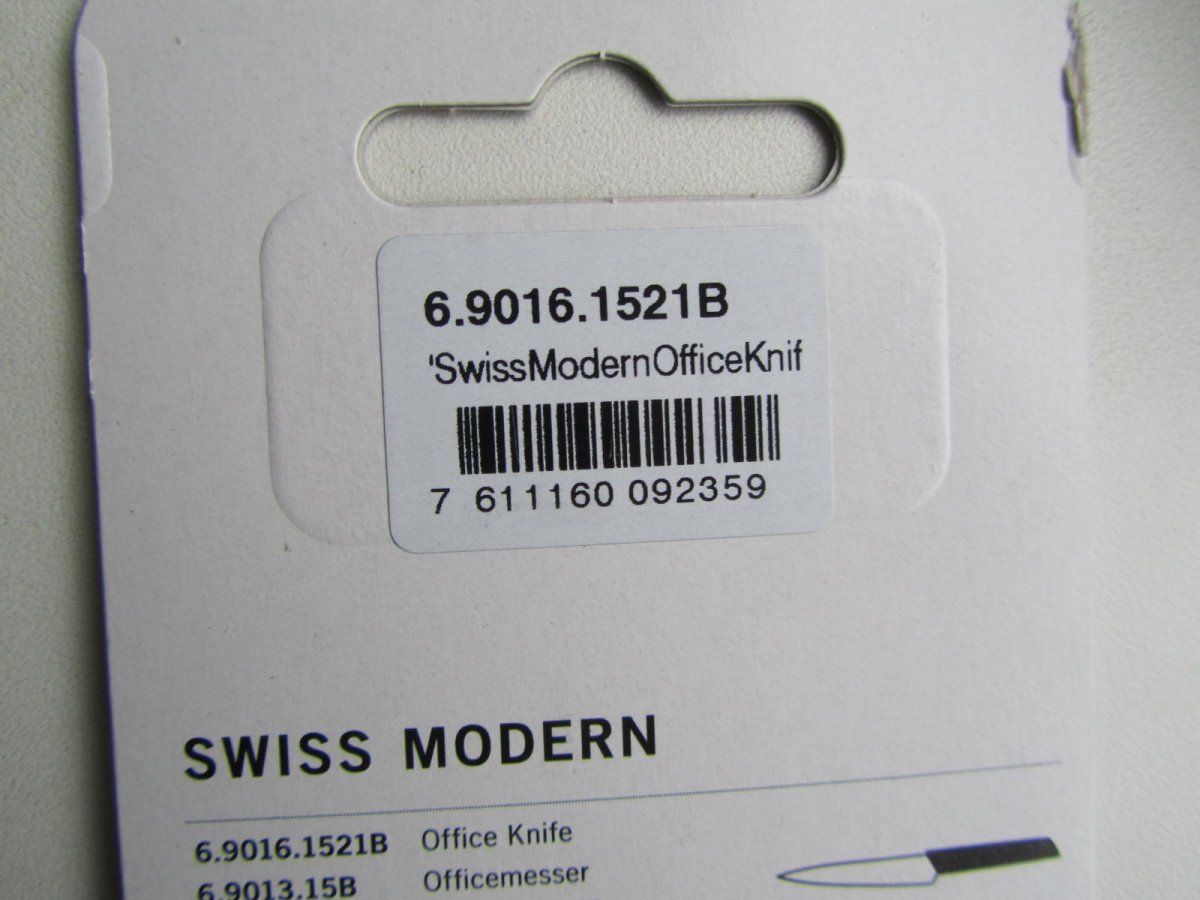 6.9016.1521B
'SwissModernOfficeKnif
7 611160 092359
SWISS MODERN
6.9016.1521B Office Knife
6.9013.15B Officemesser